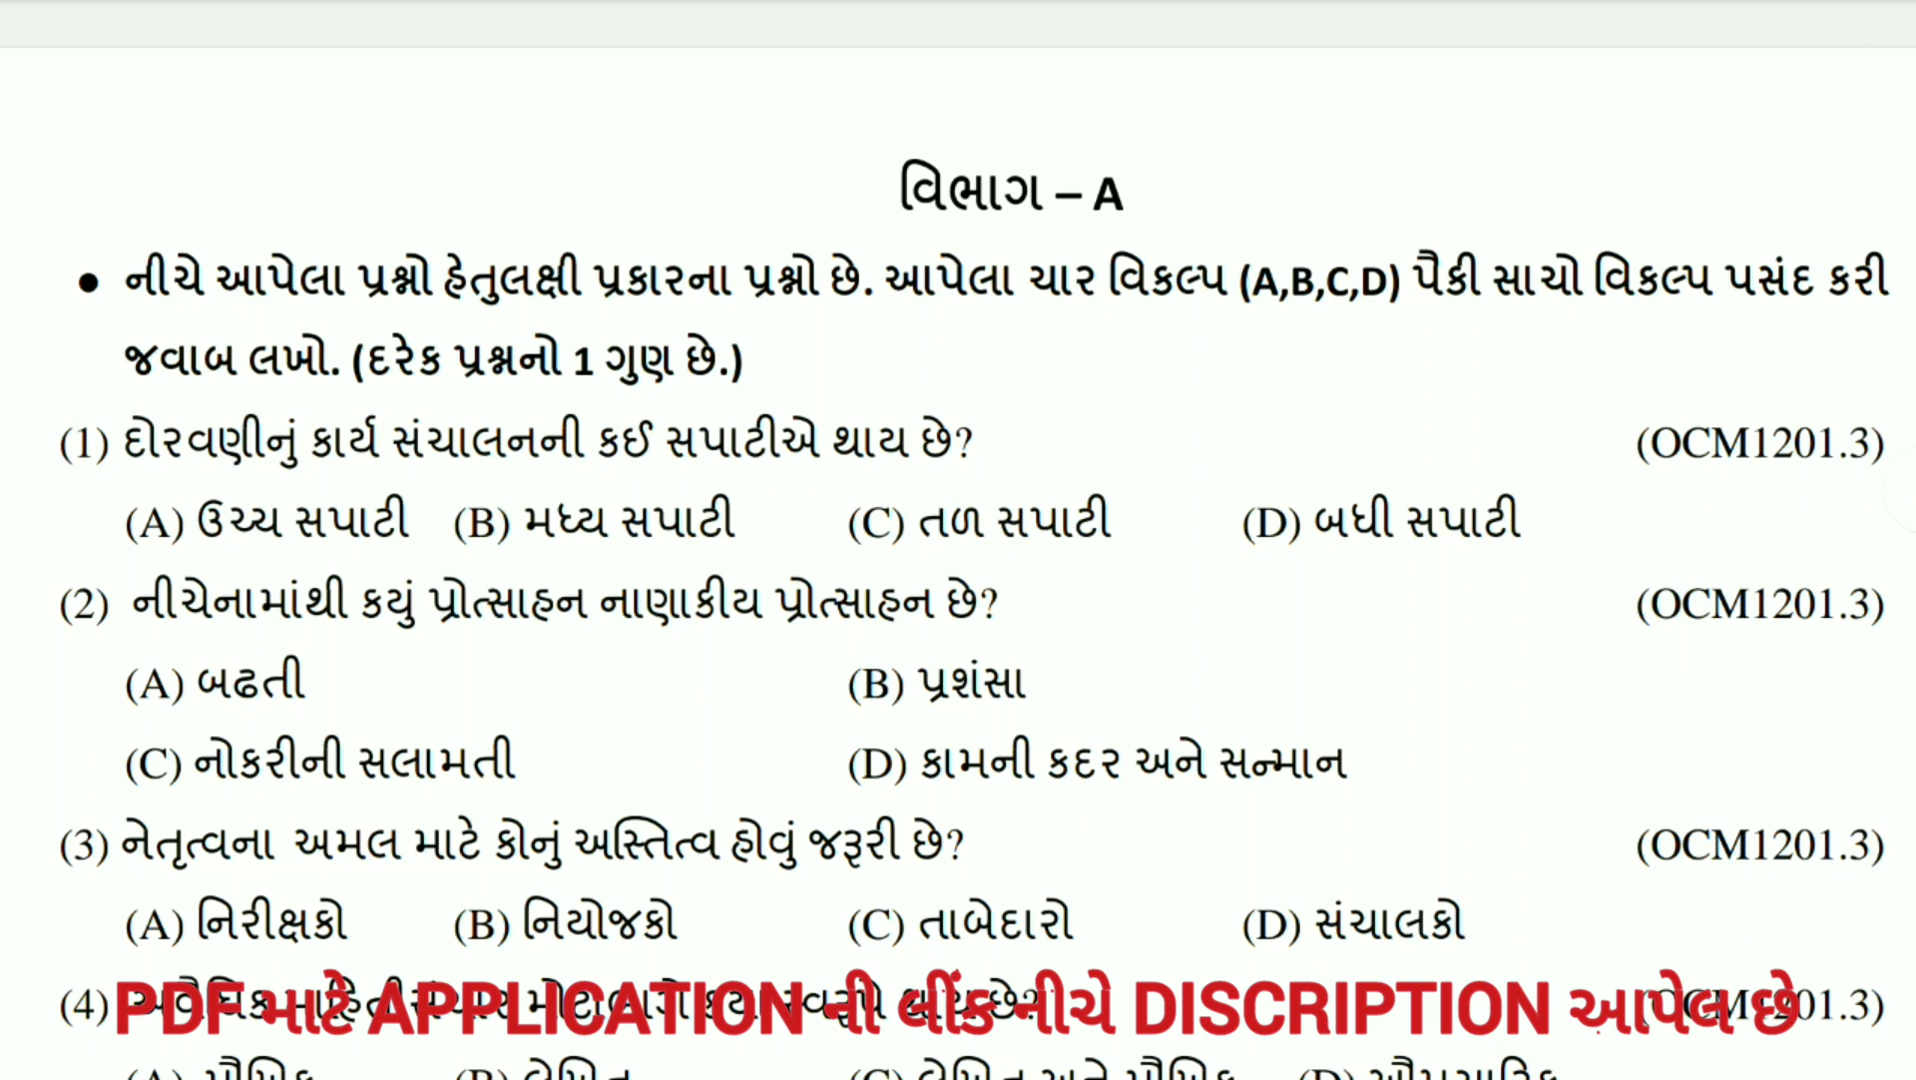 વિભાગ – A
• નીચે આપેલા પ્રશ્નો હેતુલક્ષી પ્રકારના પ્રશ્નો છે. આપેલા ચાર વિકલ્પ (A,B,C,D) પૈકી સાચો વિકલ્પ પસંદ કરી
જવાબ લખો. (દરેક પ્રશ્નનો 1 ગુણ છે.)
(1) દોરવણીનું કાર્ય સંચાલનની કઈ સપાટીએ થાય છે? (OCM1201.3)
(A) ઉચ્ચ સપાટી (B) મધ્ય સપાટી (C) તળ સપાટી (D) બધી સપાટી
(2) નીચેનામાંથી કયું પ્રોત્સાહન નાણાકીય પ્રોત્સાહન છે? (OCM1201.3)
(A) બઢતી (B) પ્રશંસા
(C) નોકરીની સલામતી (D) કામની કદર અને સન્માન
(3) નેતૃત્વના અમલ માટે કોનું અસ્તિત્વ હોવું જરૂરી છે? (OCM1201.3)
(A) નિરીક્ષકો (B) નિયોજકો (C) તાબેદારો (D) સંચાલકો
(4)
PDF માટે APPLICATION ની લીંક નીચે DISCRIPTION આપેલ છે